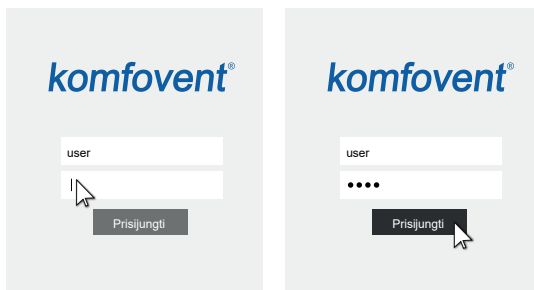 komfovent®
user
Prisijungti
komfovent®
user
••••
Prisijungti